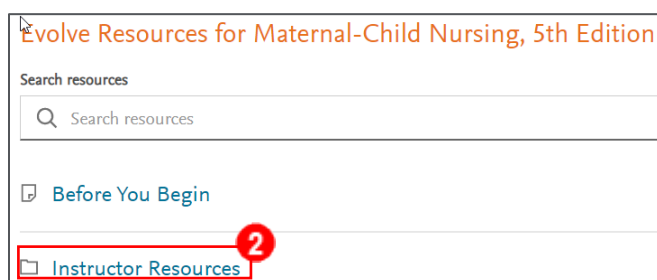 Evolve Resources for Maternal-Child Nursing, 5th Edition
Search resources
Search resources
Before You Begin
2
Instructor Resources